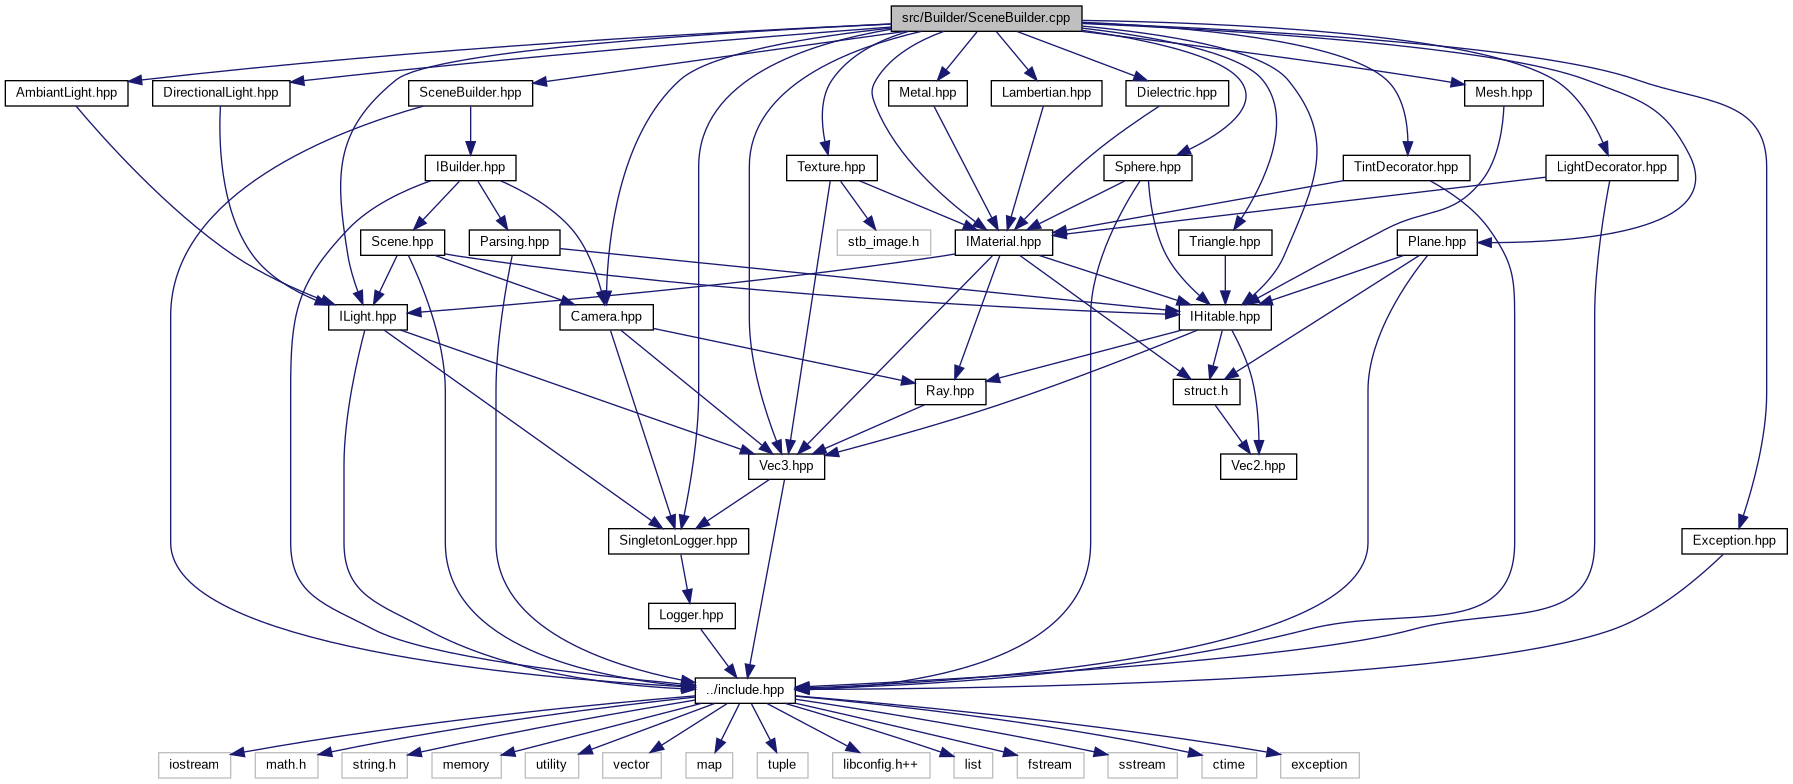 src/Builder/SceneBuilder.cpp
AmbiantLight.hpp
DirectionalLight.hpp
SceneBuilder.hpp
Metal.hpp
Lambertian.hpp
Dielectric.hpp
Mesh.hpp
IBuilder.hpp
Texture.hpp
Sphere.hpp
TintDecorator.hpp
LightDecorator.hpp
Scene.hpp
Parsing.hpp
stb_image.h
IMaterial.hpp
Triangle.hpp
Plane.hpp
ILight.hpp
Camera.hpp
IHitable.hpp
Ray.hpp
struct.h
Vec3.hpp
Vec2.hpp
SingletonLogger.hpp
Exception.hpp
Logger.hpp
../include.hpp
iostream
math.h
string.h
memory
utility
vector
map
tuple
libconfig.h++
list
fstream
sstream
ctime
exception